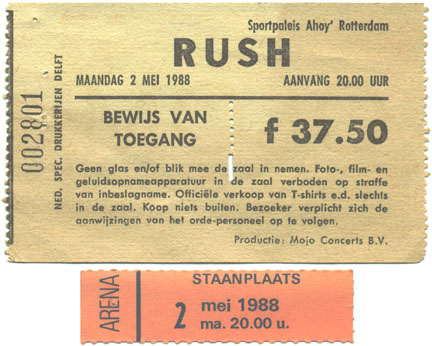 Sportpaleis Ahoy' Rotterdam
RUSH
MAANDAG 2 MEI 1988 AANVANG 20.00 UUR
BEWIJS VAN
TOEGANG
f 37.50
Geen glas en/of blik mee de zaal in nemen. Foto-, film- en
geluidsopnameapparatuur in de zaal verboden op straffe
van inbeslagname. Officiële verkoop van T-shirts e.d. slechts
in de zaal. Koop niets buiten. Bezoeker verplicht zich de
aanwijzingen van het orde-personeel op te volgen.
Productie: Mojo Concerts B.V.
002801
NED. SPEC. DRUKKERIJEN DELFT
ARENA
STAANPLAATS
2 mei 1988
ma. 20.00 u.